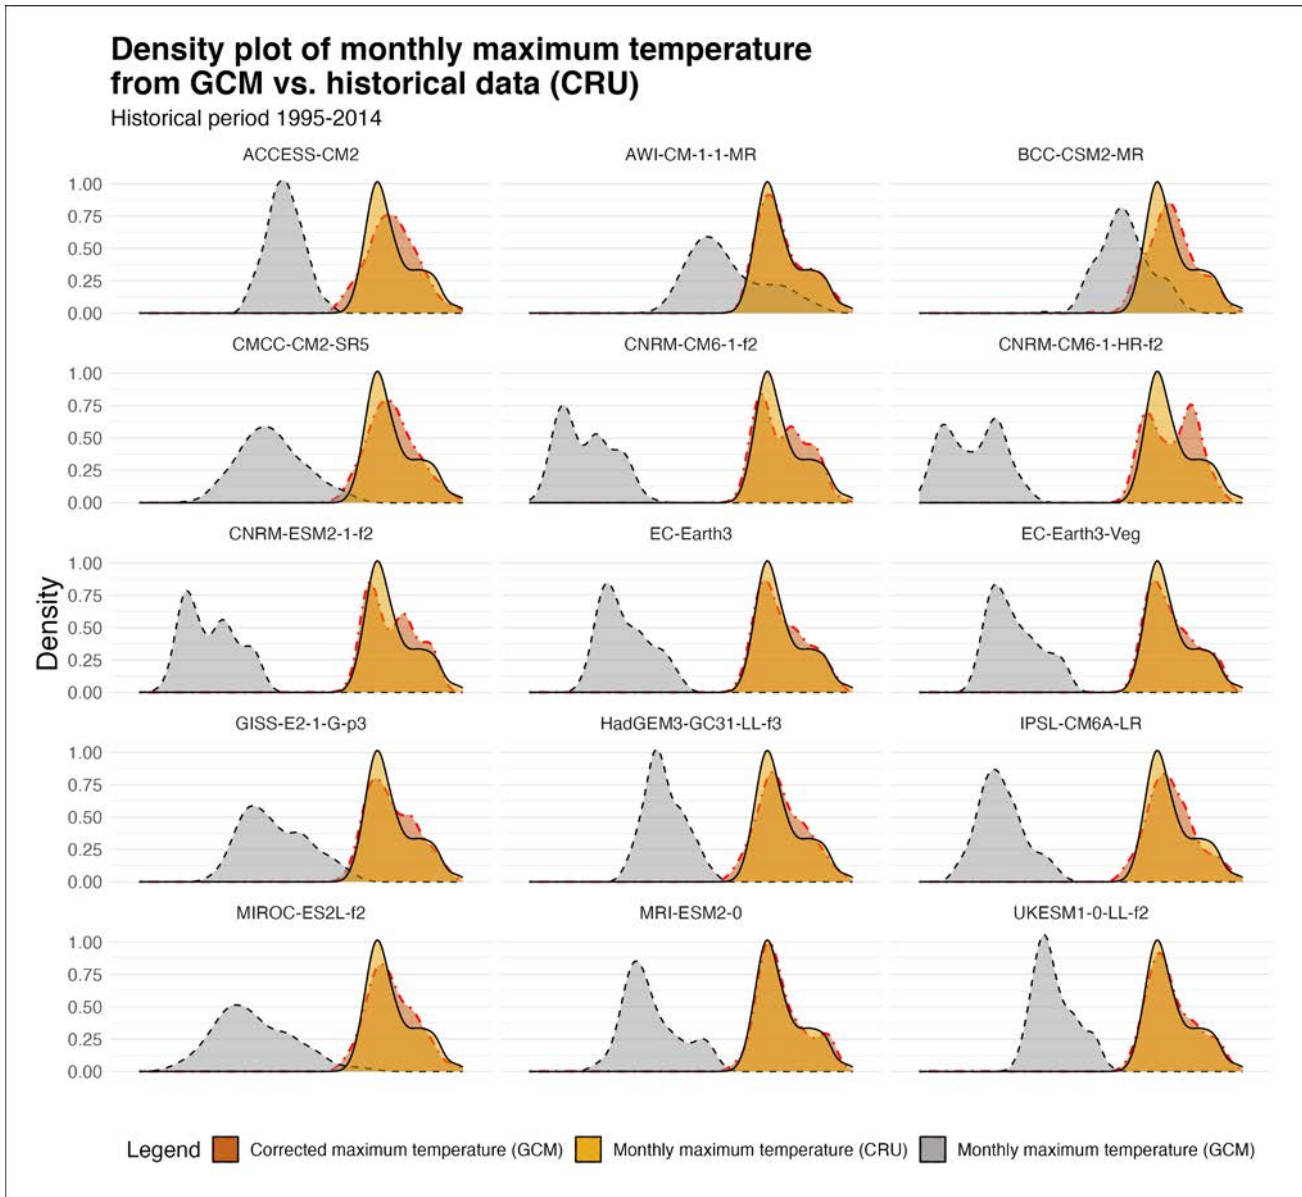 Density plot of monthly maximum temperature
from GCM vs. historical data (CRU)
Historical period 1995-2014
ACCESS-CM2 AWI-CM-1-1-MR BCC-CSM2-MR
1.00
0.75
0.50
0.25
0.00
CMCC-CM2-SR5 CNRM-CM6-1-f2 CNRM-CM6-1-HR-f2
1.00
0.75
0.50
0.25
0.00
CNRM-ESM2-1-f2 EC-Earth3 EC-Earth3-Veg
1.00
0.75
0.50
0.25
0.00
Density
GISS-E2-1-G-p3 HadGEM3-GC31-LL-f3 IPSL-CM6A-LR
1.00
0.75
0.50
0.25
0.00
MIROC-ES2L-f2 MRI-ESM2-0 UKESM1-0-LL-f2
1.00
0.75
0.50
0.25
0.00
Legend Corrected maximum temperature (GCM) Monthly maximum temperature (CRU) Monthly maximum temperature (GCM)